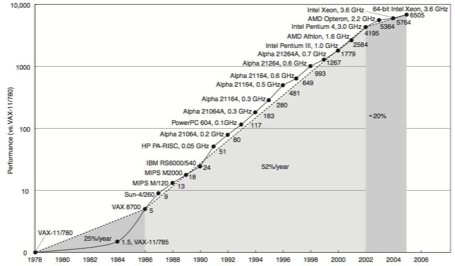 10,000
Intel Xeon, 3.6 GHz
64-bit Intel Xeon, 3.6 GHz
6505
AMD Opteron, 2.2 GHz
5764
5364
Intel Pentium 4,3.0 GHz
4195
AMD Athlon, 1.6 GHz
2584
Intel Pentium III, 1.0 GHz
1779
Alpha 21264A, 0.7 GHz
1267
Alpha 21264, 0.6 GHz
993
1000
Alpha 21164, 0.6 GHz
649
Alpha 21164, 0.5 GHz
481
Alpha 21164, 0.3 GHz
280
Alpha 21064A, 0.3 GHz
183
PowerPC 604, 0.1GHz
117
100
Alpha 21064, 0.2 GHz
80
HP PA-RISC, 0.05 GHz
51
≈20%
IBM RS6000/540
24
52%/year
MIPS M2000
18
MIPS M/120
13
Sun-4/260
9
10
VAX 8700
5
VAX-11/780
25%/year
1.5, VAX-11/785
0
Performance (vs. VAX-11/780)
1978 1980 1982 1984 1986 1988 1990 1992 1994 1996 1998 2000 2002 2004 2006